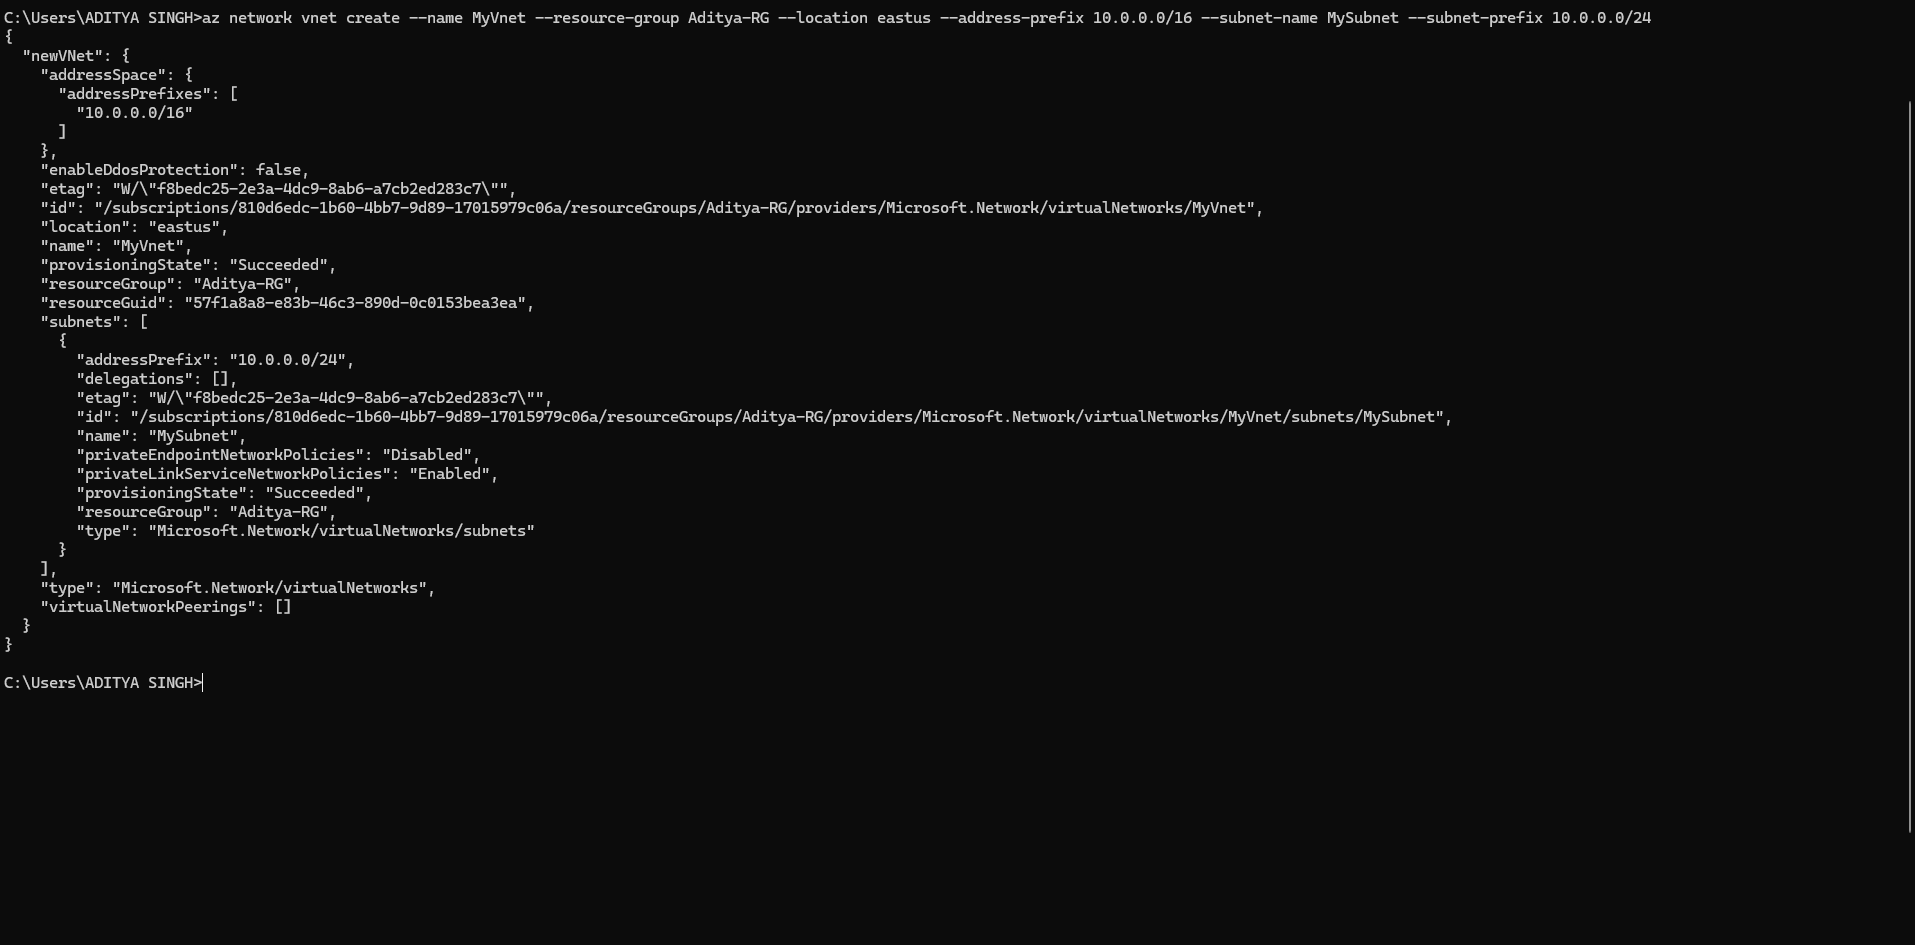 C:\Users\ADITYA SINGH>az network vnet create --name MyVnet --resource-group Aditya-RG --location eastus --address-prefix 10.0.0.0/16 --subnet-name MySubnet --subnet-prefix 10.0.0.0/24
{
  "newVNet": {
    "addressSpace": {
      "addressPrefixes": [
        "10.0.0.0/16"
      ]
    },
    "enableDdosProtection": false,
    "etag": "W/\"f8bedc25-2e3a-4dc9-8ab6-a7cb2ed283c7\"",
    "id": "/subscriptions/810d6edc-1b60-4bb7-9d89-17015979c06a/resourceGroups/Aditya-RG/providers/Microsoft.Network/virtualNetworks/MyVnet",
    "location": "eastus",
    "name": "MyVnet",
    "provisioningState": "Succeeded",
    "resourceGroup": "Aditya-RG",
    "resourceGuid": "57f1a8a8-e83b-46c3-890d-0c0153bea3ea",
    "subnets": [
      {
        "addressPrefix": "10.0.0.0/24",
        "delegations": [],
        "etag": "W/\"f8bedc25-2e3a-4dc9-8ab6-a7cb2ed283c7\"",
        "id": "/subscriptions/810d6edc-1b60-4bb7-9d89-17015979c06a/resourceGroups/Aditya-RG/providers/Microsoft.Network/virtualNetworks/MyVnet/subnets/MySubnet",
        "name": "MySubnet",
        "privateEndpointNetworkPolicies": "Disabled",
        "privateLinkServiceNetworkPolicies": "Enabled",
        "provisioningState": "Succeeded",
        "resourceGroup": "Aditya-RG",
        "type": "Microsoft.Network/virtualNetworks/subnets"
      }
    ],
    "type": "Microsoft.Network/virtualNetworks",
    "virtualNetworkPeerings": []
  }
}
C:\Users\ADITYA SINGH>